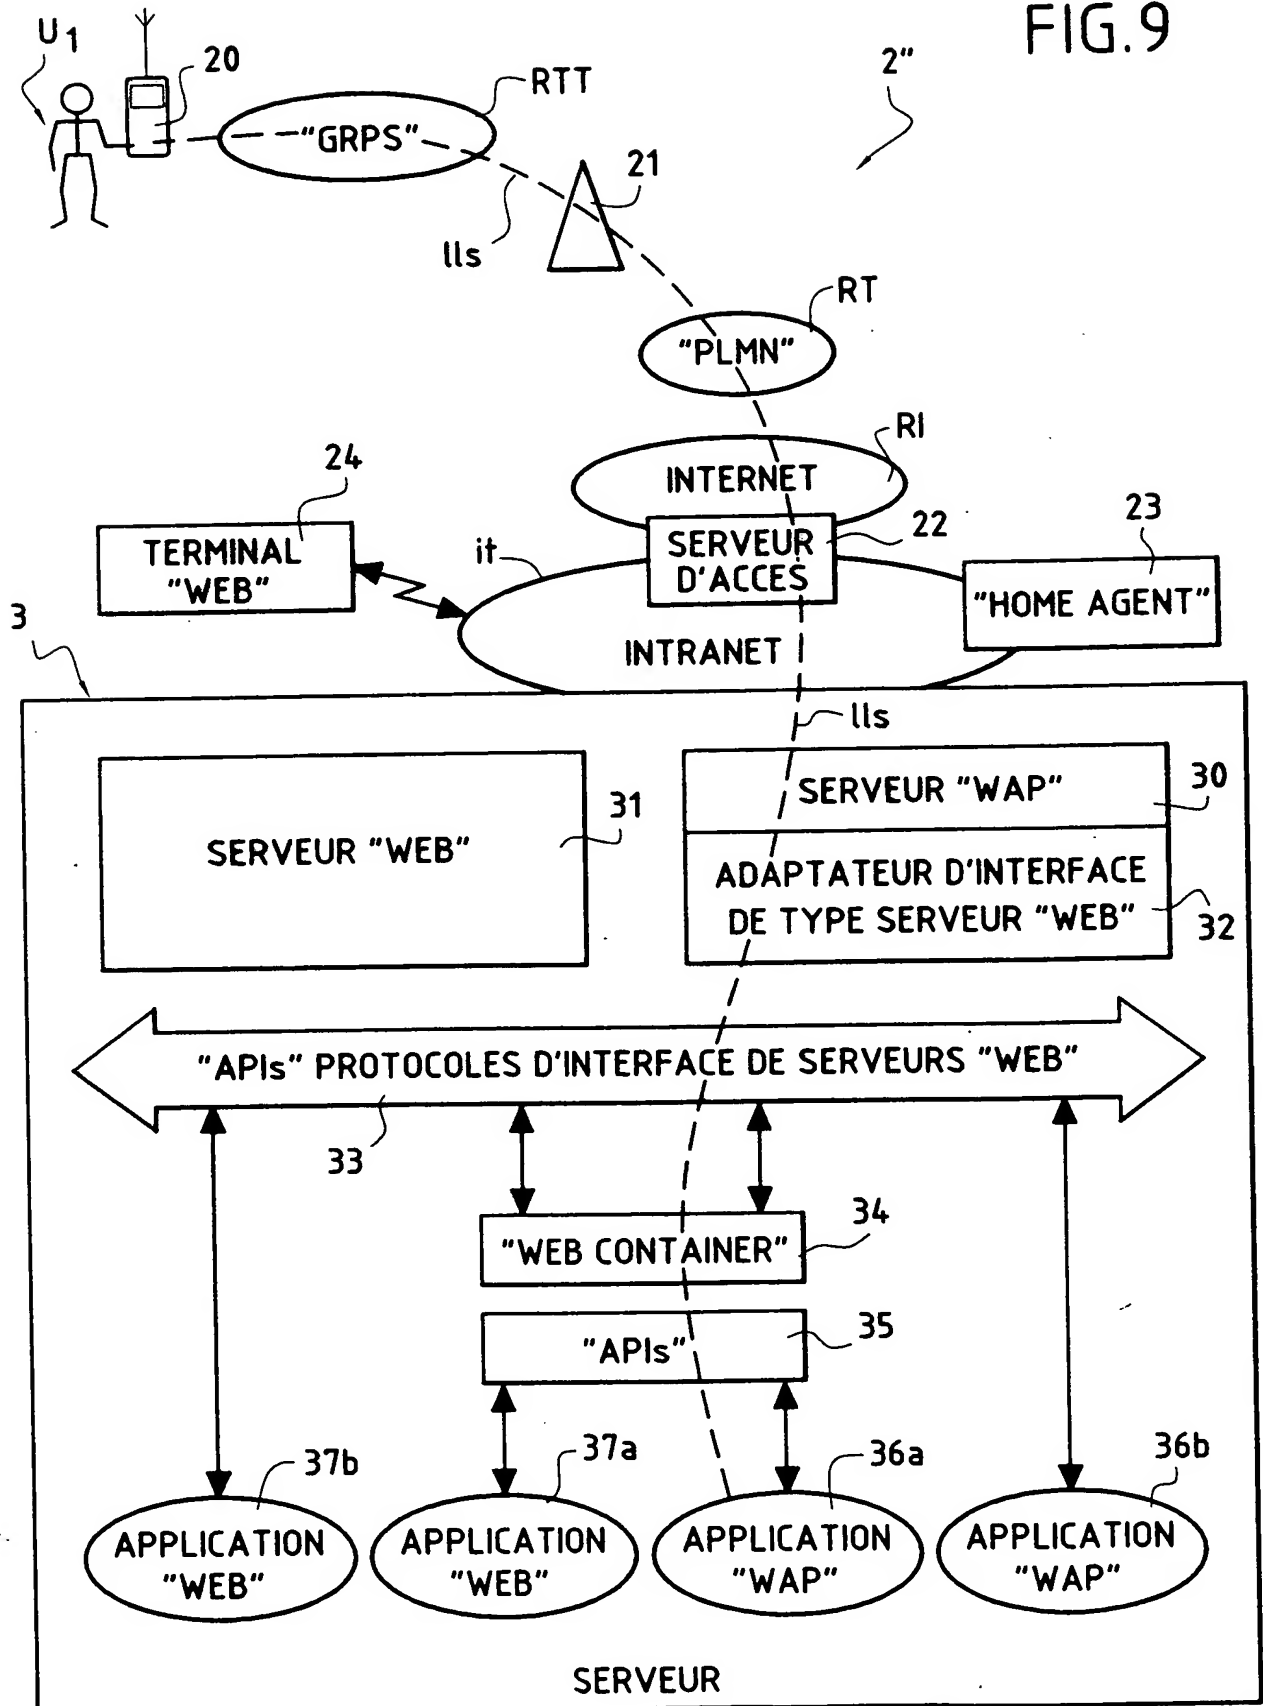 FIG.9
U1
20
RTT
2"
"GRPS"
21
lls
RT
"PLMN"
RI
INTERNET
24
23
22
TERMINAL
"WEB"
it
SERVEUR
D'ACCES
"HOME AGENT"
3
INTRANET
lls
SERVEUR "WEB"
31
SERVEUR "WAP"
30
ADAPTATEUR D'INTERFACE
DE TYPE SERVEUR "WEB"
32
"APIs" PROTOCOLES D'INTERFACE DE SERVEURS "WEB"
33
34
"WEB CONTAINER"
35
"APIs"
37b
37a
36a
36b
APPLICATION
"WEB"
APPLICATION
"WEB"
APPLICATION
"WAP"
APPLICATION
"WAP"
SERVEUR